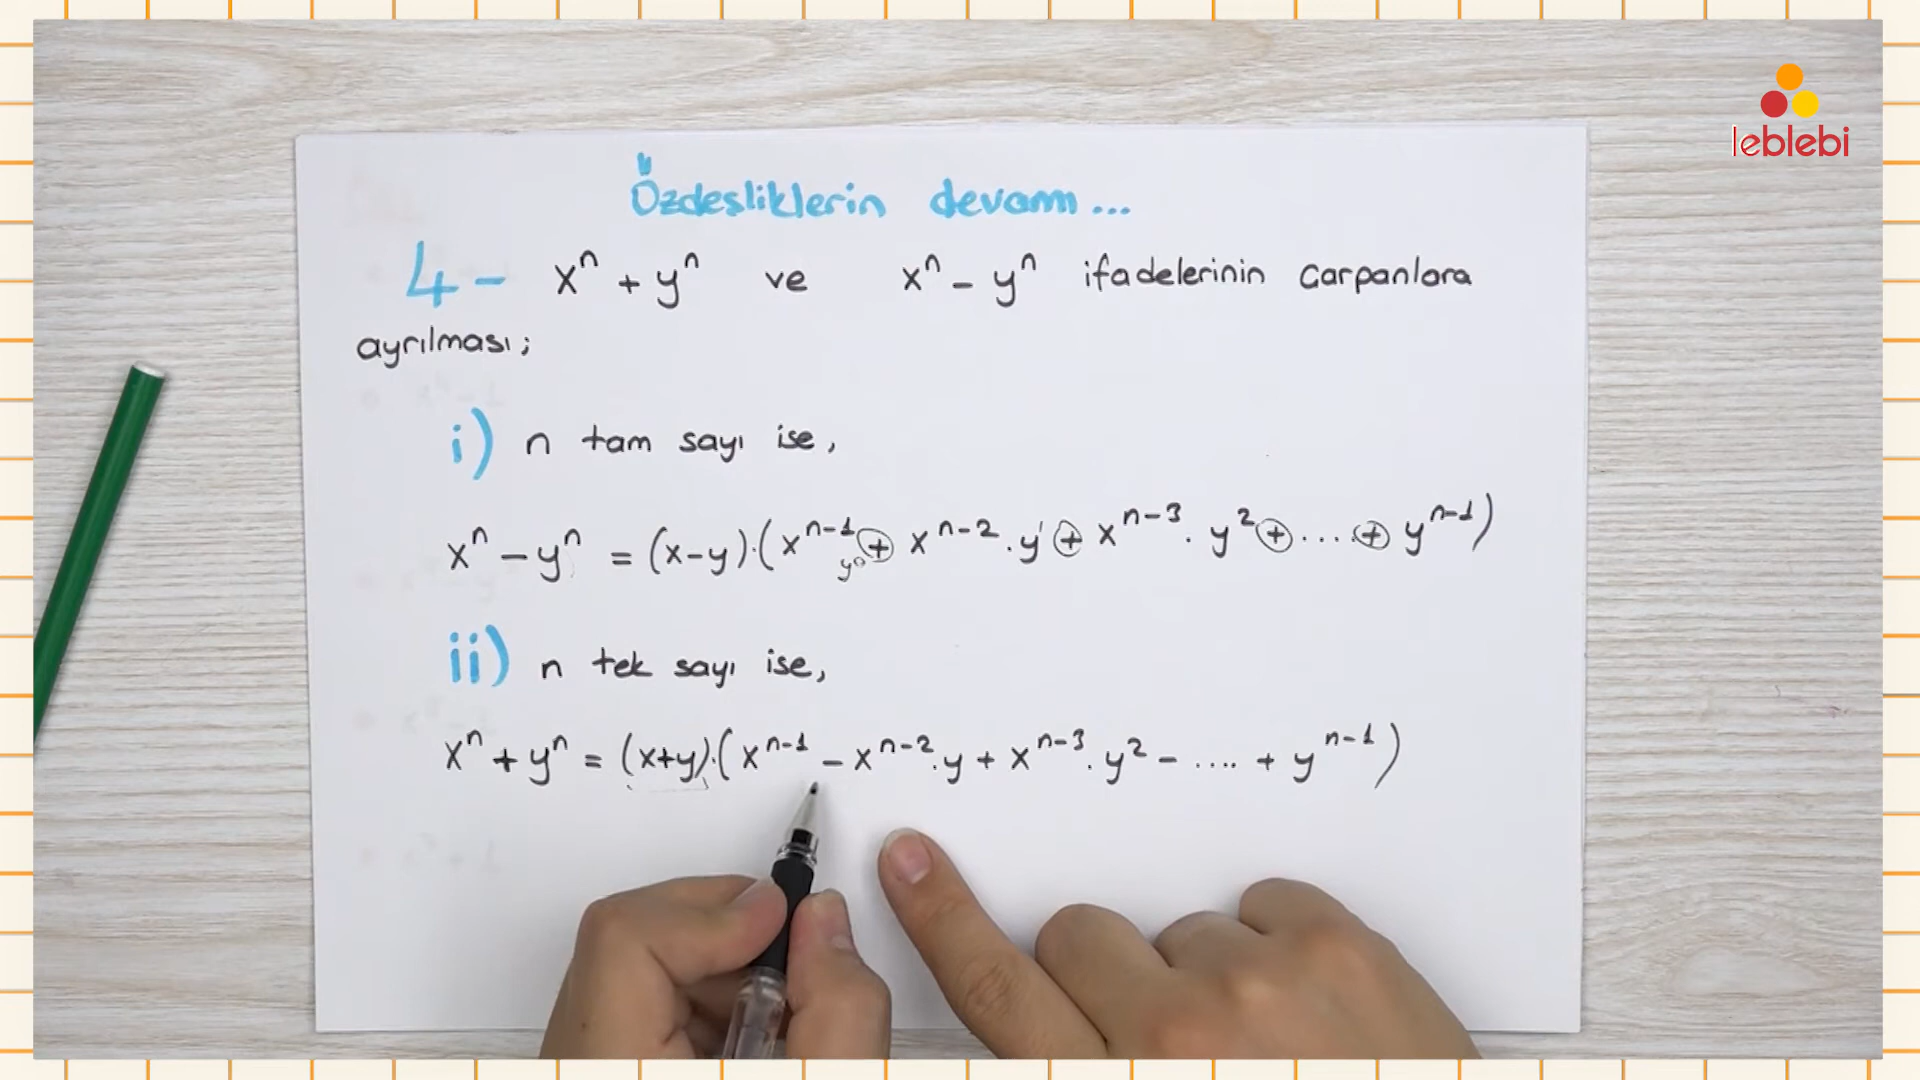 leblebi
Özdeşliklerin devamı...
4- xⁿ + yⁿ ve xⁿ - yⁿ ifadelerinin çarpanlara
ayrılması;
i) n tam sayı ise,
xⁿ - yⁿ = (x-y)·(xⁿ⁻¹ + xⁿ⁻²·y¹ + xⁿ⁻³·y² + .... + yⁿ⁻¹)
y⁰
ii) n tek sayı ise,
xⁿ + yⁿ = (x+y)·(xⁿ⁻¹ - xⁿ⁻²·y + xⁿ⁻³·y² - .... + yⁿ⁻¹)